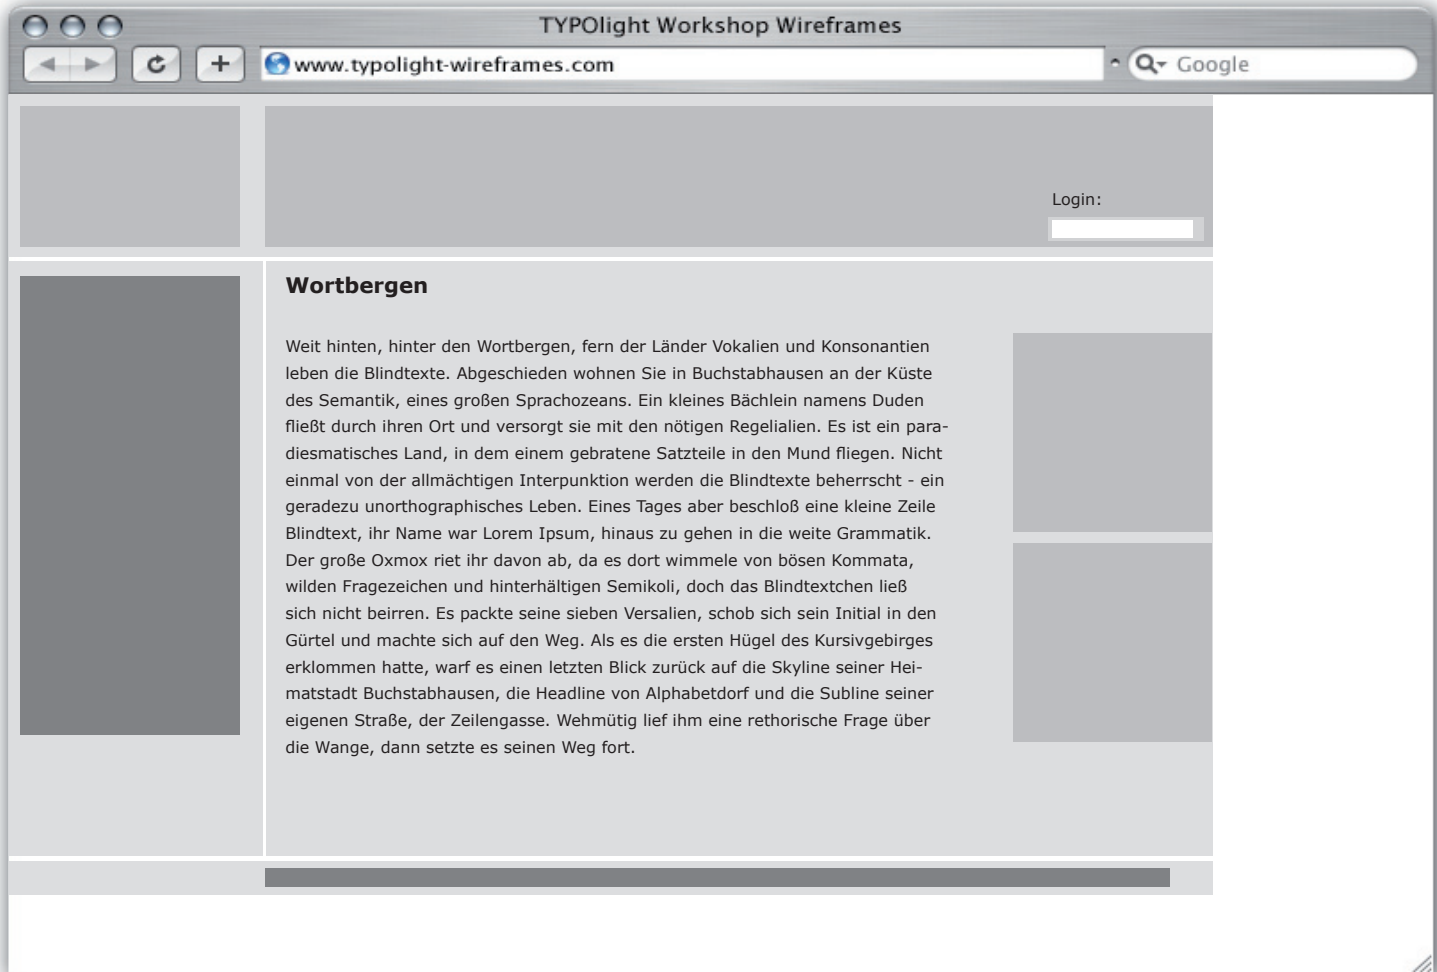 TYPOlight Workshop Wireframes
www.typolight-wireframes.com
Google
Login:
Wortbergen
Weit hinten, hinter den Wortbergen, fern der Länder Vokalien und Konsonantien
leben die Blindtexte. Abgeschieden wohnen Sie in Buchstabhausen an der Küste
des Semantik, eines großen Sprachozeans. Ein kleines Bächlein namens Duden
fließt durch ihren Ort und versorgt sie mit den nötigen Regelialien. Es ist ein para-
diesmatisches Land, in dem einem gebratene Satzteile in den Mund fliegen. Nicht
einmal von der allmächtigen Interpunktion werden die Blindtexte beherrscht - ein
geradezu unorthographisches Leben. Eines Tages aber beschloß eine kleine Zeile
Blindtext, ihr Name war Lorem Ipsum, hinaus zu gehen in die weite Grammatik.
Der große Oxmox riet ihr davon ab, da es dort wimmele von bösen Kommata,
wilden Fragezeichen und hinterhältigen Semikoli, doch das Blindtextchen ließ
sich nicht beirren. Es packte seine sieben Versalien, schob sich sein Initial in den
Gürtel und machte sich auf den Weg. Als es die ersten Hügel des Kursivgebirges
erklommen hatte, warf es einen letzten Blick zurück auf die Skyline seiner Hei-
matstadt Buchstabhausen, die Headline von Alphabetdorf und die Subline seiner
eigenen Straße, der Zeilengasse. Wehmütig lief ihm eine rethorische Frage über
die Wange, dann setzte es seinen Weg fort.